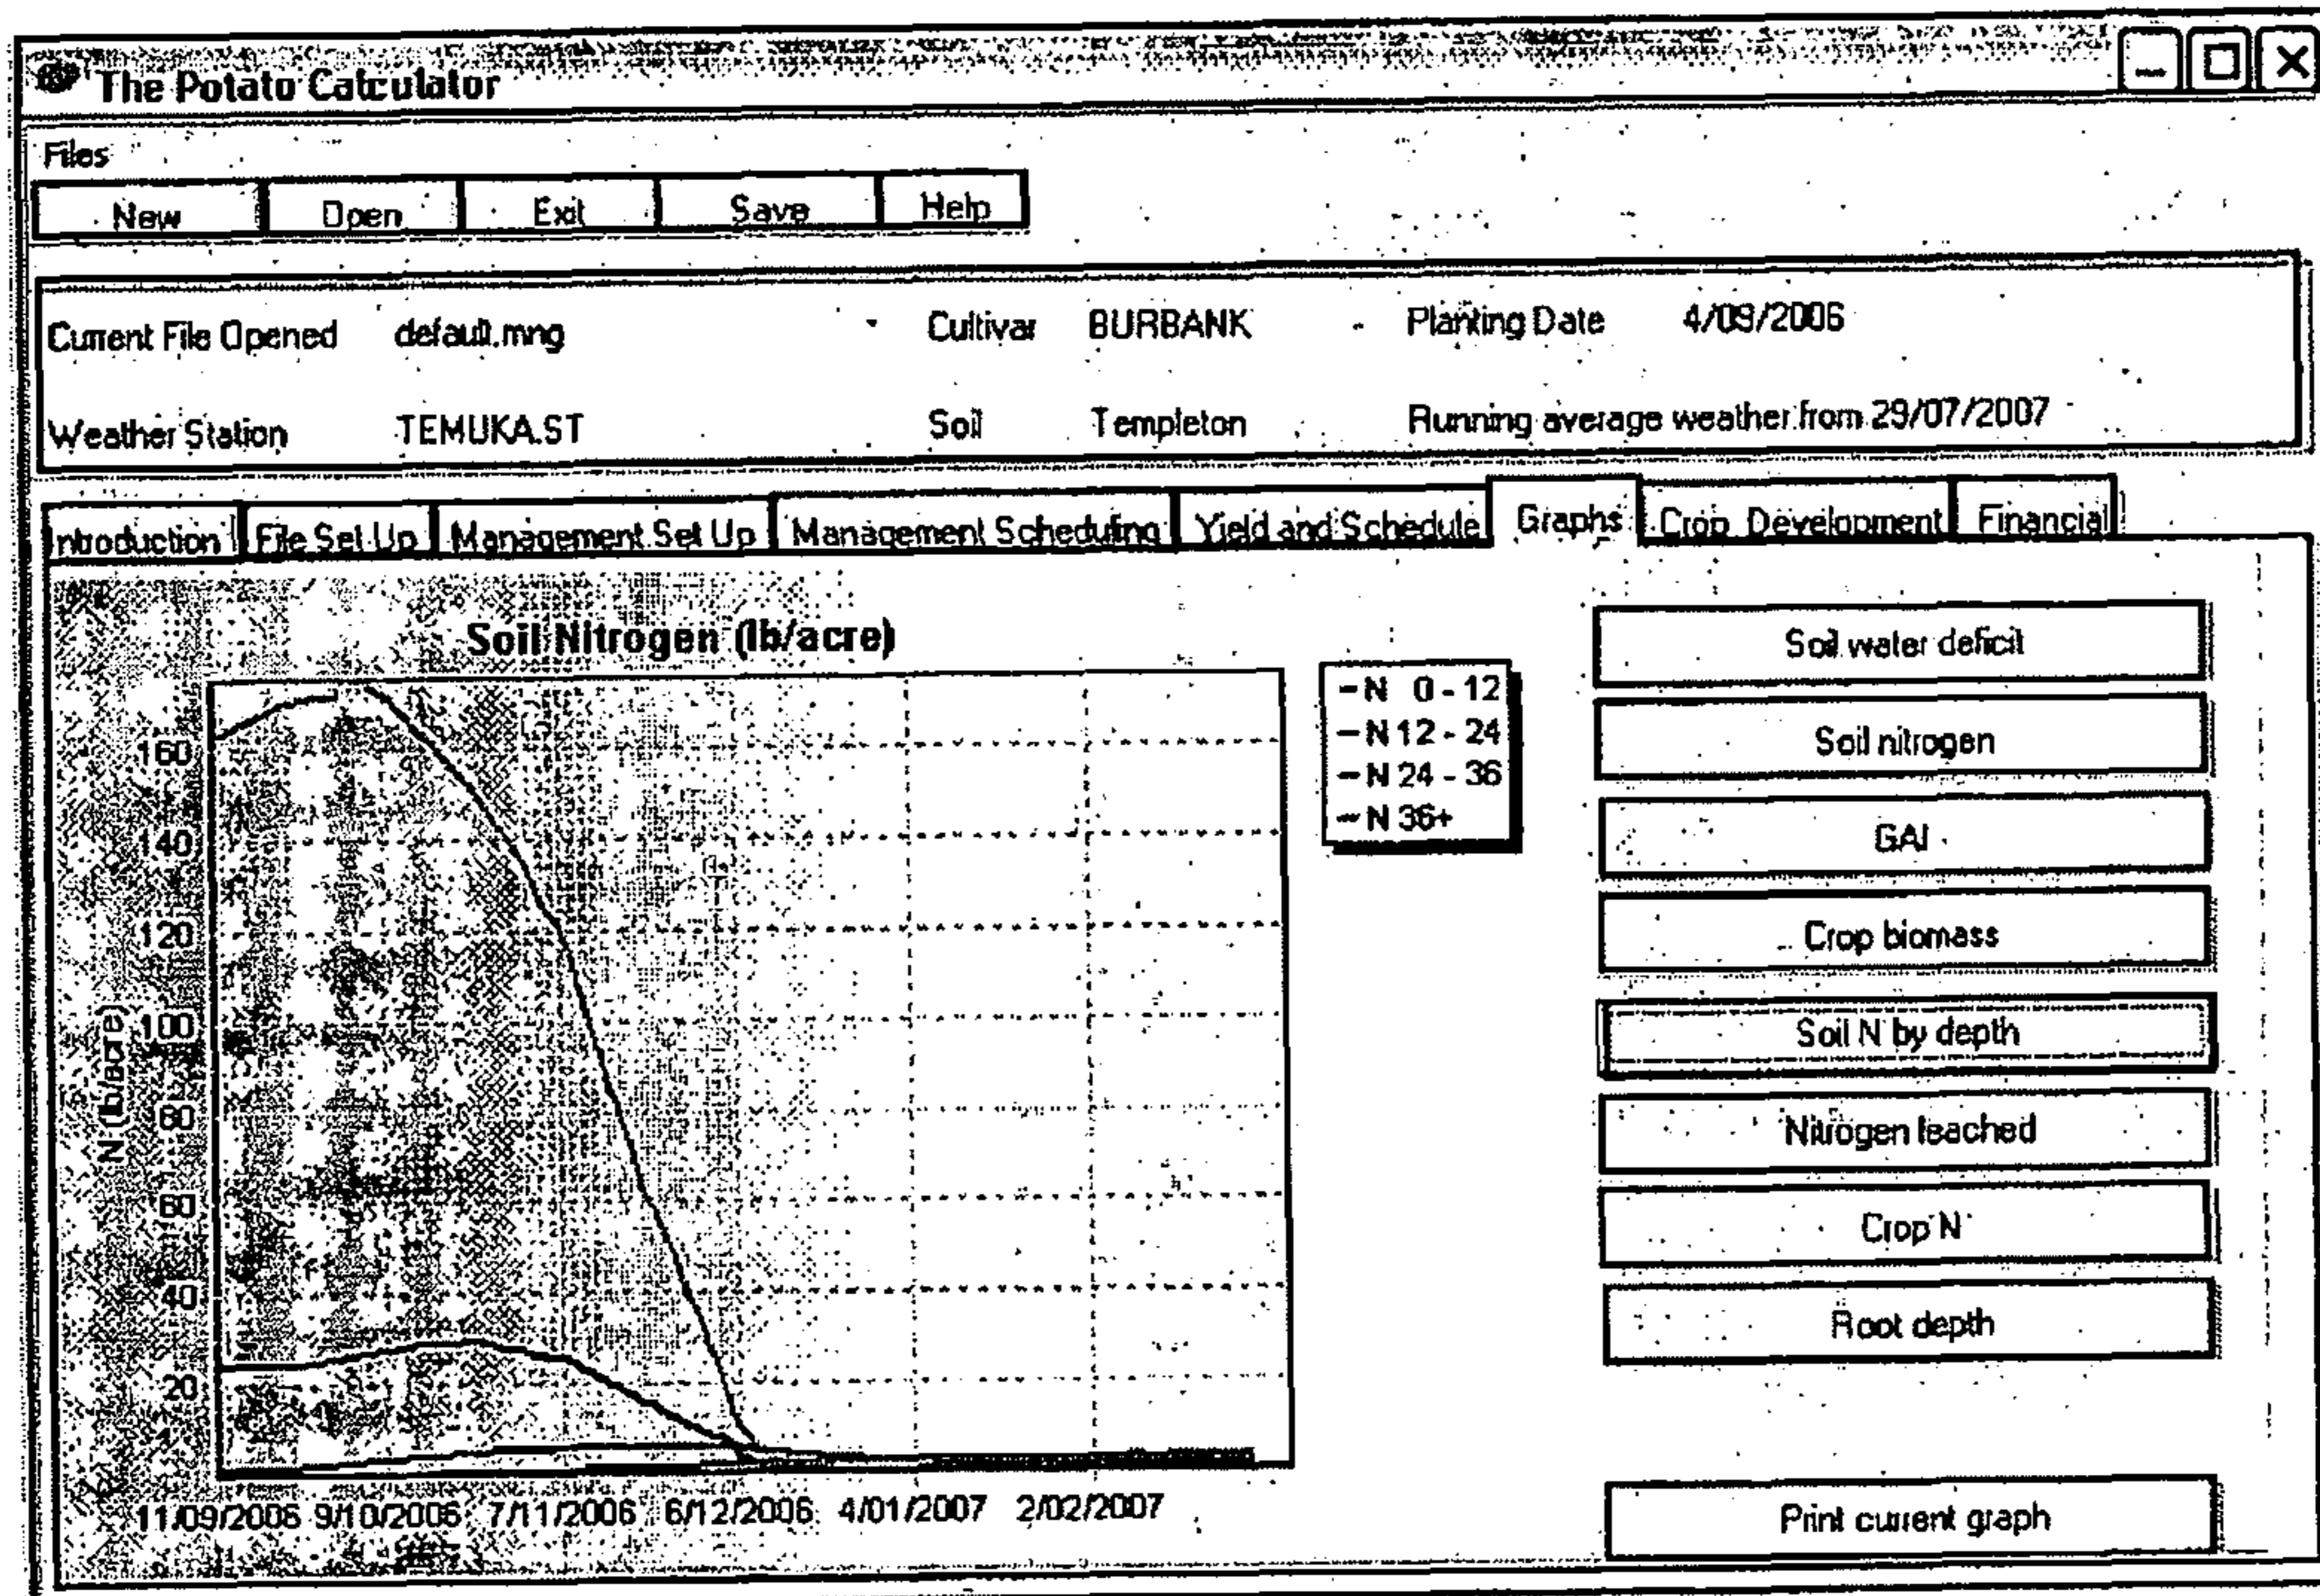 The Potato Calculator
Files
New Open Exit Save Help
Current File Opened default.mng Cultivar BURBANK Planting Date 4/09/2006
Weather Station TEMUKA.ST Soil Templeton Running average weather from 29/07/2007
Introduction File Set Up Management Set Up Management Scheduling Yield and Schedule Graphs Crop Development Financial
Soil Nitrogen (lb/acre)
N 0 - 12
N 12 - 24
N 24 - 36
N 36+
160
140
120
100
80
60
40
20
N (lb/acre)
11/09/2006 9/10/2006 7/11/2006 6/12/2006 4/01/2007 2/02/2007
Soil water deficit
Soil nitrogen
GAI
Crop biomass
Soil N by depth
Nitrogen leached
Crop N
Root depth
Print current graph